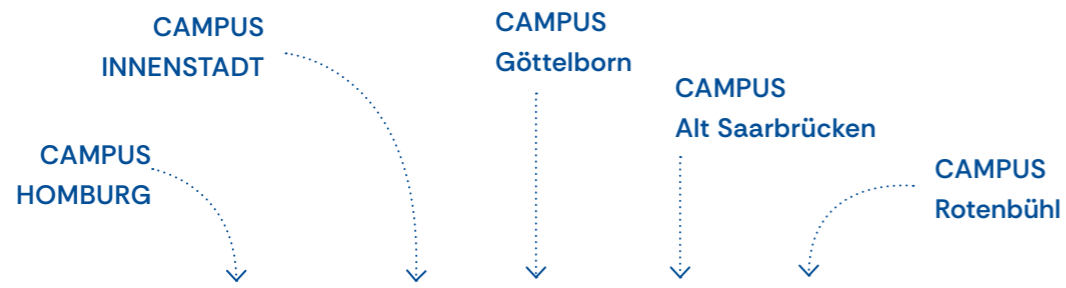 CAMPUS
INNENSTADT
CAMPUS
Göttelborn
CAMPUS
Alt Saarbrücken
CAMPUS
HOMBURG
CAMPUS
Rotenbühl